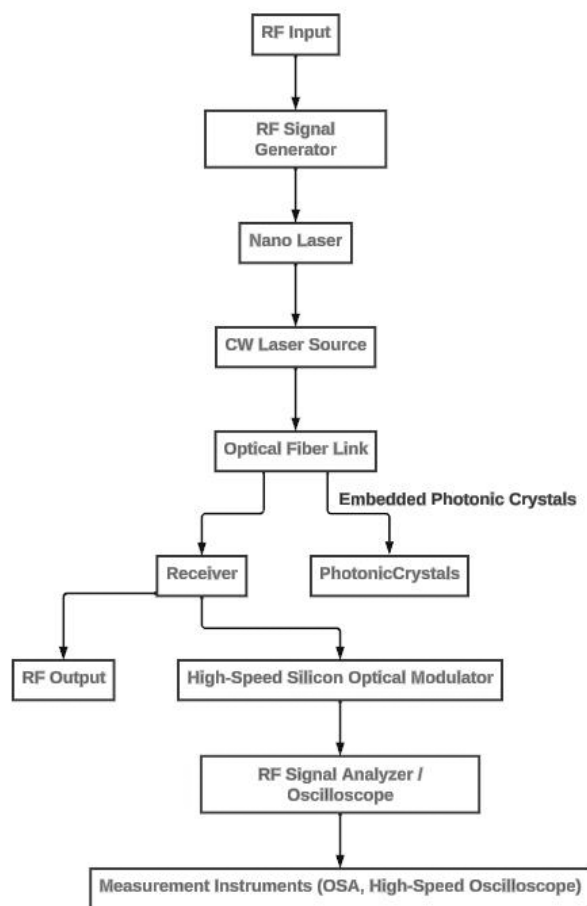 RF Input
RF Signal
Generator
Nano Laser
CW Laser Source
Optical Fiber Link
Embedded Photonic Crystals
Receiver
PhotonicCrystals
RF Output
High-Speed Silicon Optical Modulator
RF Signal Analyzer /
Oscilloscope
Measurement Instruments (OSA, High-Speed Oscilloscope)